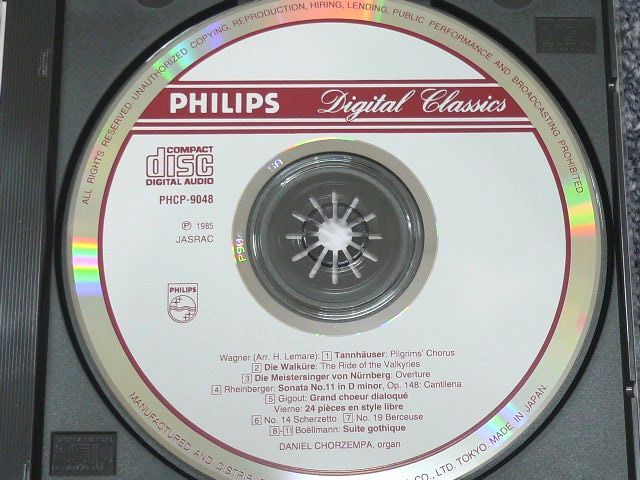 ALL RIGHTS RESERVED. UNAUTHORIZED COPYING, REPRODUCTION, HIRING, LENDING, PUBLIC PERFORMANCE AND BROADCASTING PROHIBITED.
PHILIPS Digital Classics
COMPACT
disc
DIGITAL AUDIO
PHCP-9048
Ⓟ 1985
JASRAC
PHILIPS
Wagner (Arr. H. Lemare): 1 Tannhäuser: Pilgrims' Chorus
2 Die Walküre: The Ride of the Valkyries
3 Die Meistersinger von Nürnberg: Overture
4 Rheinberger: Sonata No.11 in D minor, Op. 148: Cantilena
5 Gigout: Grand choeur dialoqué
Vierne: 24 pièces en style libre
6 No. 14 Scherzetto 7 No. 19 Berceuse
8-11 Boëllmann: Suite gothique
DANIEL CHORZEMPA, organ
MANUFACTURED AND DISTRIBU CO., LTD. TOKYO. MADE IN JAPAN.